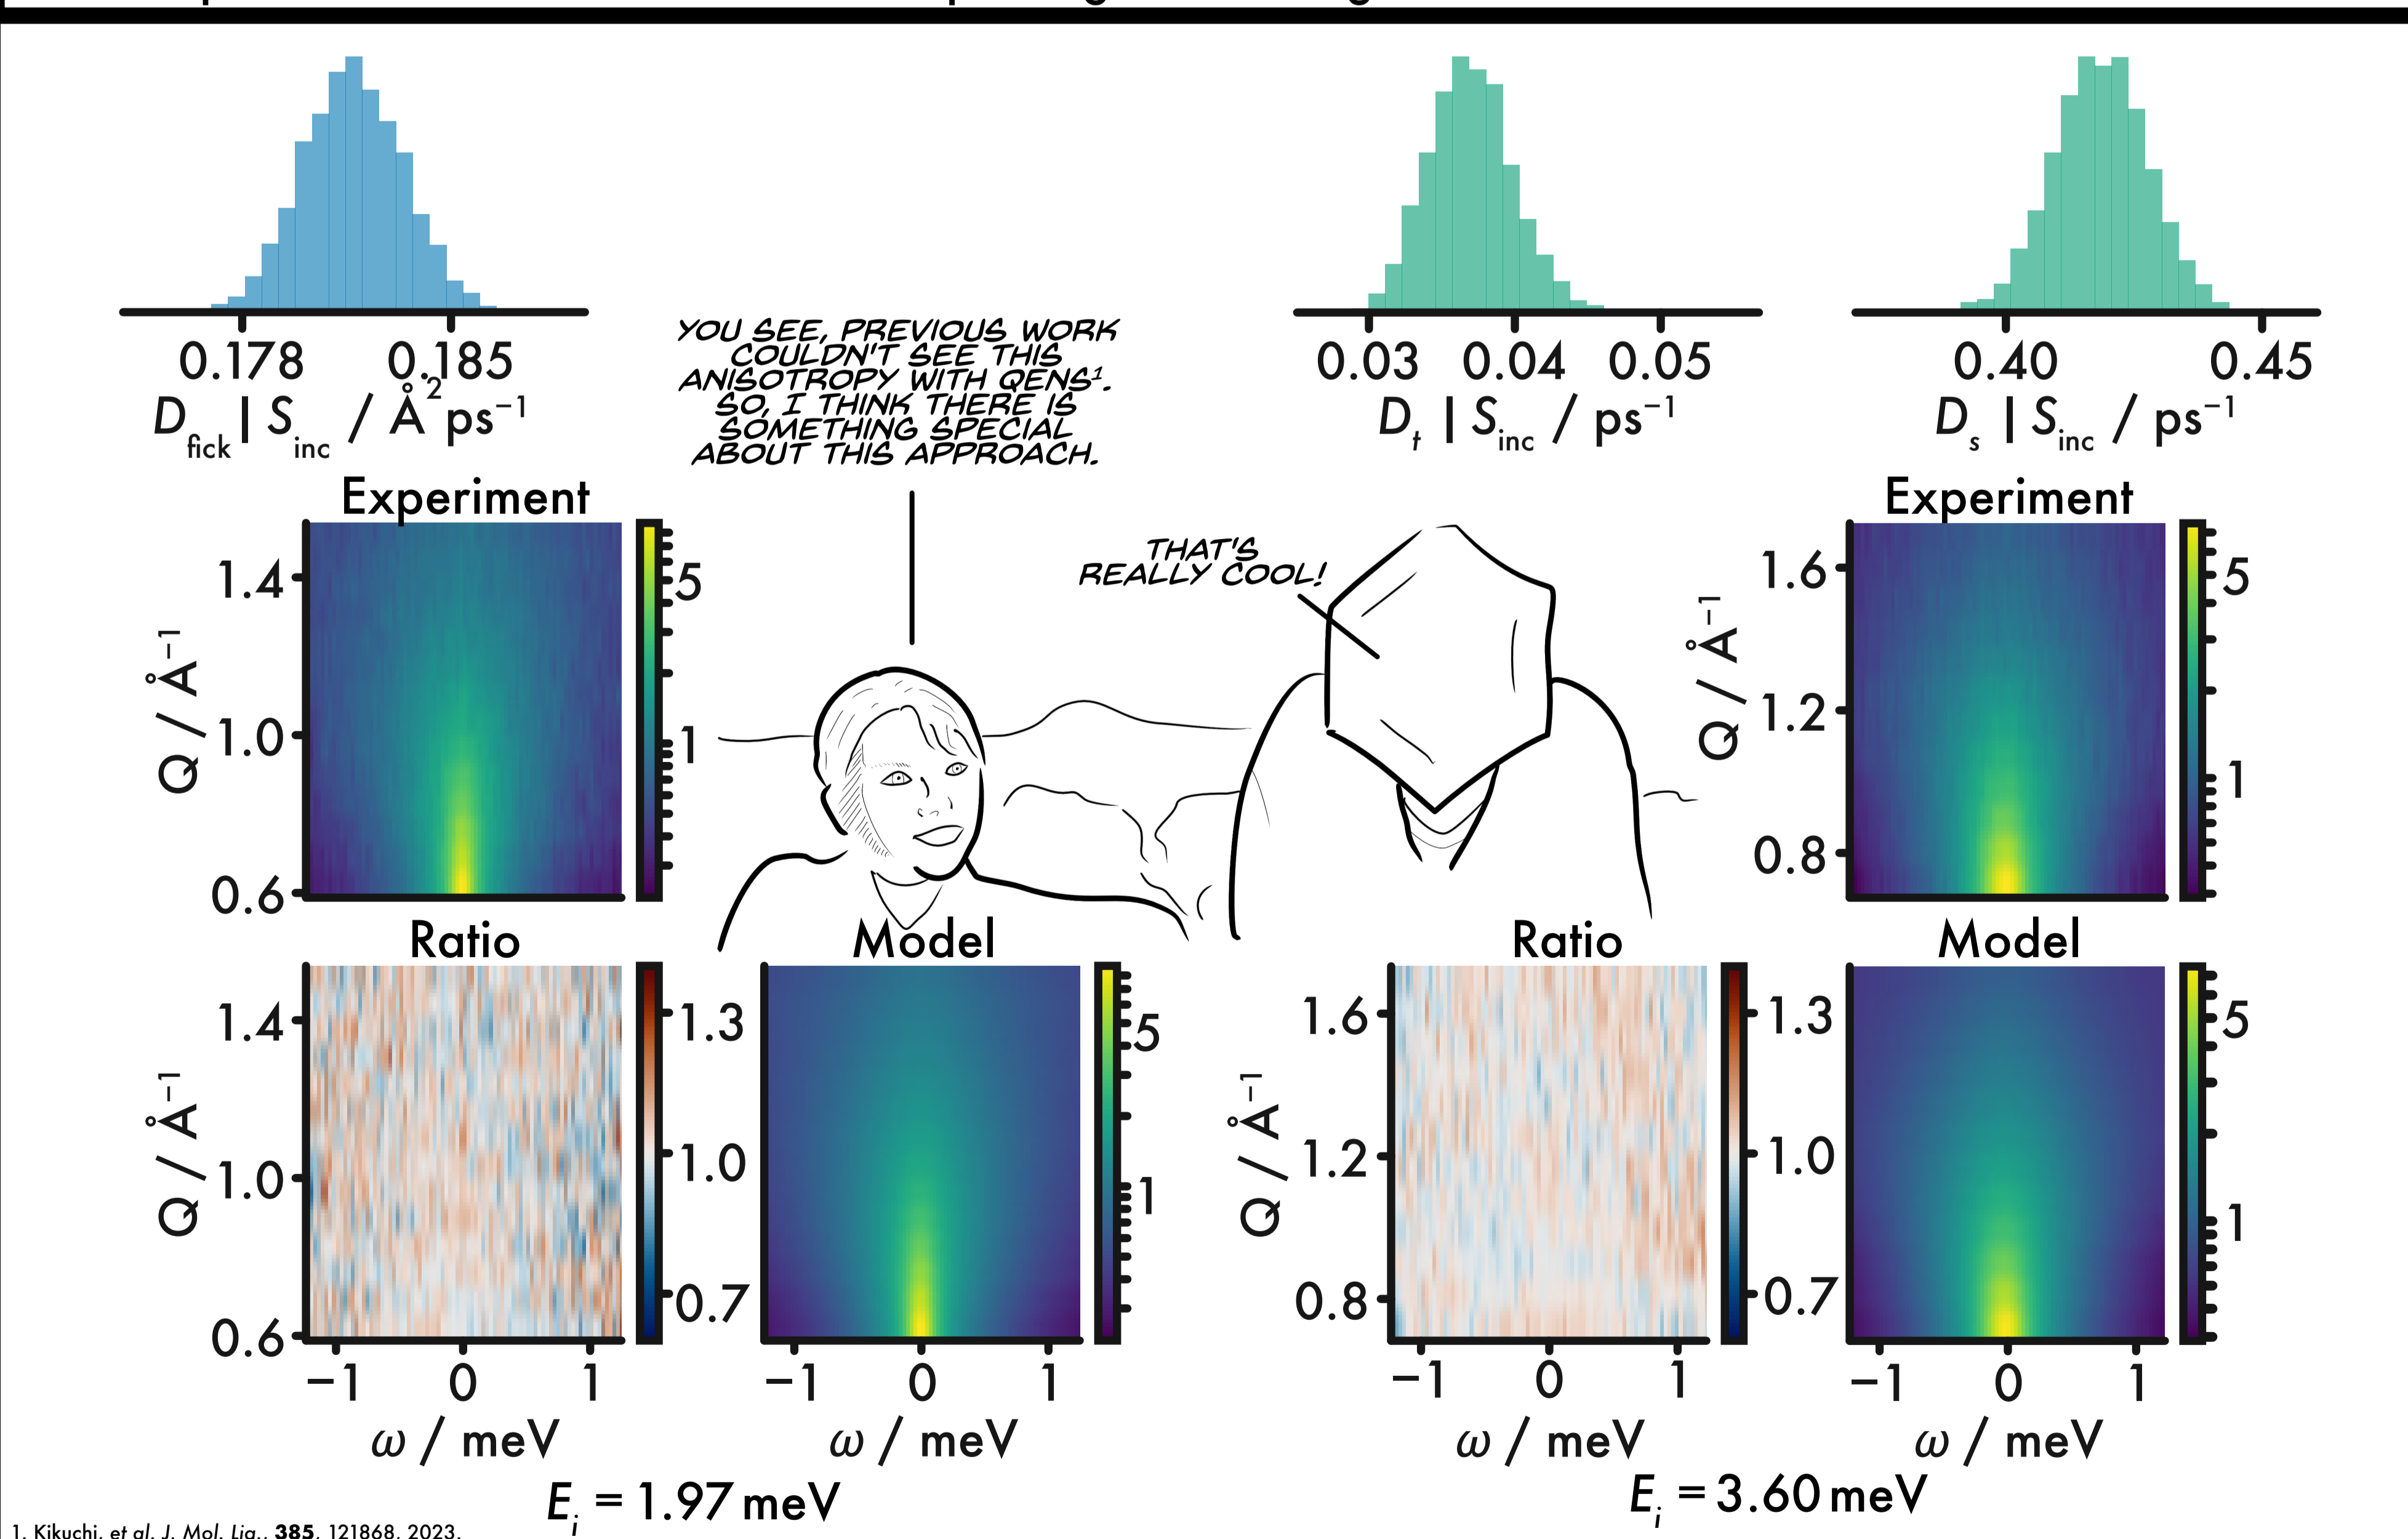 0.178 0.185
D_fick | S_inc / Å² ps⁻¹
0.03 0.04 0.05
D_t | S_inc / ps⁻¹
0.40 0.45
D_s | S_inc / ps⁻¹
YOU SEE, PREVIOUS WORK
COULDN'T SEE THIS
ANISOTROPY WITH QENS¹.
SO, I THINK THERE IS
SOMETHING SPECIAL
ABOUT THIS APPROACH.
THAT'S
REALLY COOL!
Experiment
Q / Å⁻¹
1.4
1.0
0.6
5
1
Experiment
Q / Å⁻¹
1.6
1.2
0.8
5
1
Ratio
Q / Å⁻¹
1.4
1.0
0.6
1.3
1.0
0.7
−1 0 1
ω / meV
Model
5
1
−1 0 1
ω / meV
E_i = 1.97 meV
Ratio
Q / Å⁻¹
1.6
1.2
0.8
1.3
1.0
0.7
−1 0 1
ω / meV
Model
5
1
−1 0 1
ω / meV
E_i = 3.60 meV
1. Kikuchi, et al. J. Mol. Liq., 385, 121868, 2023.